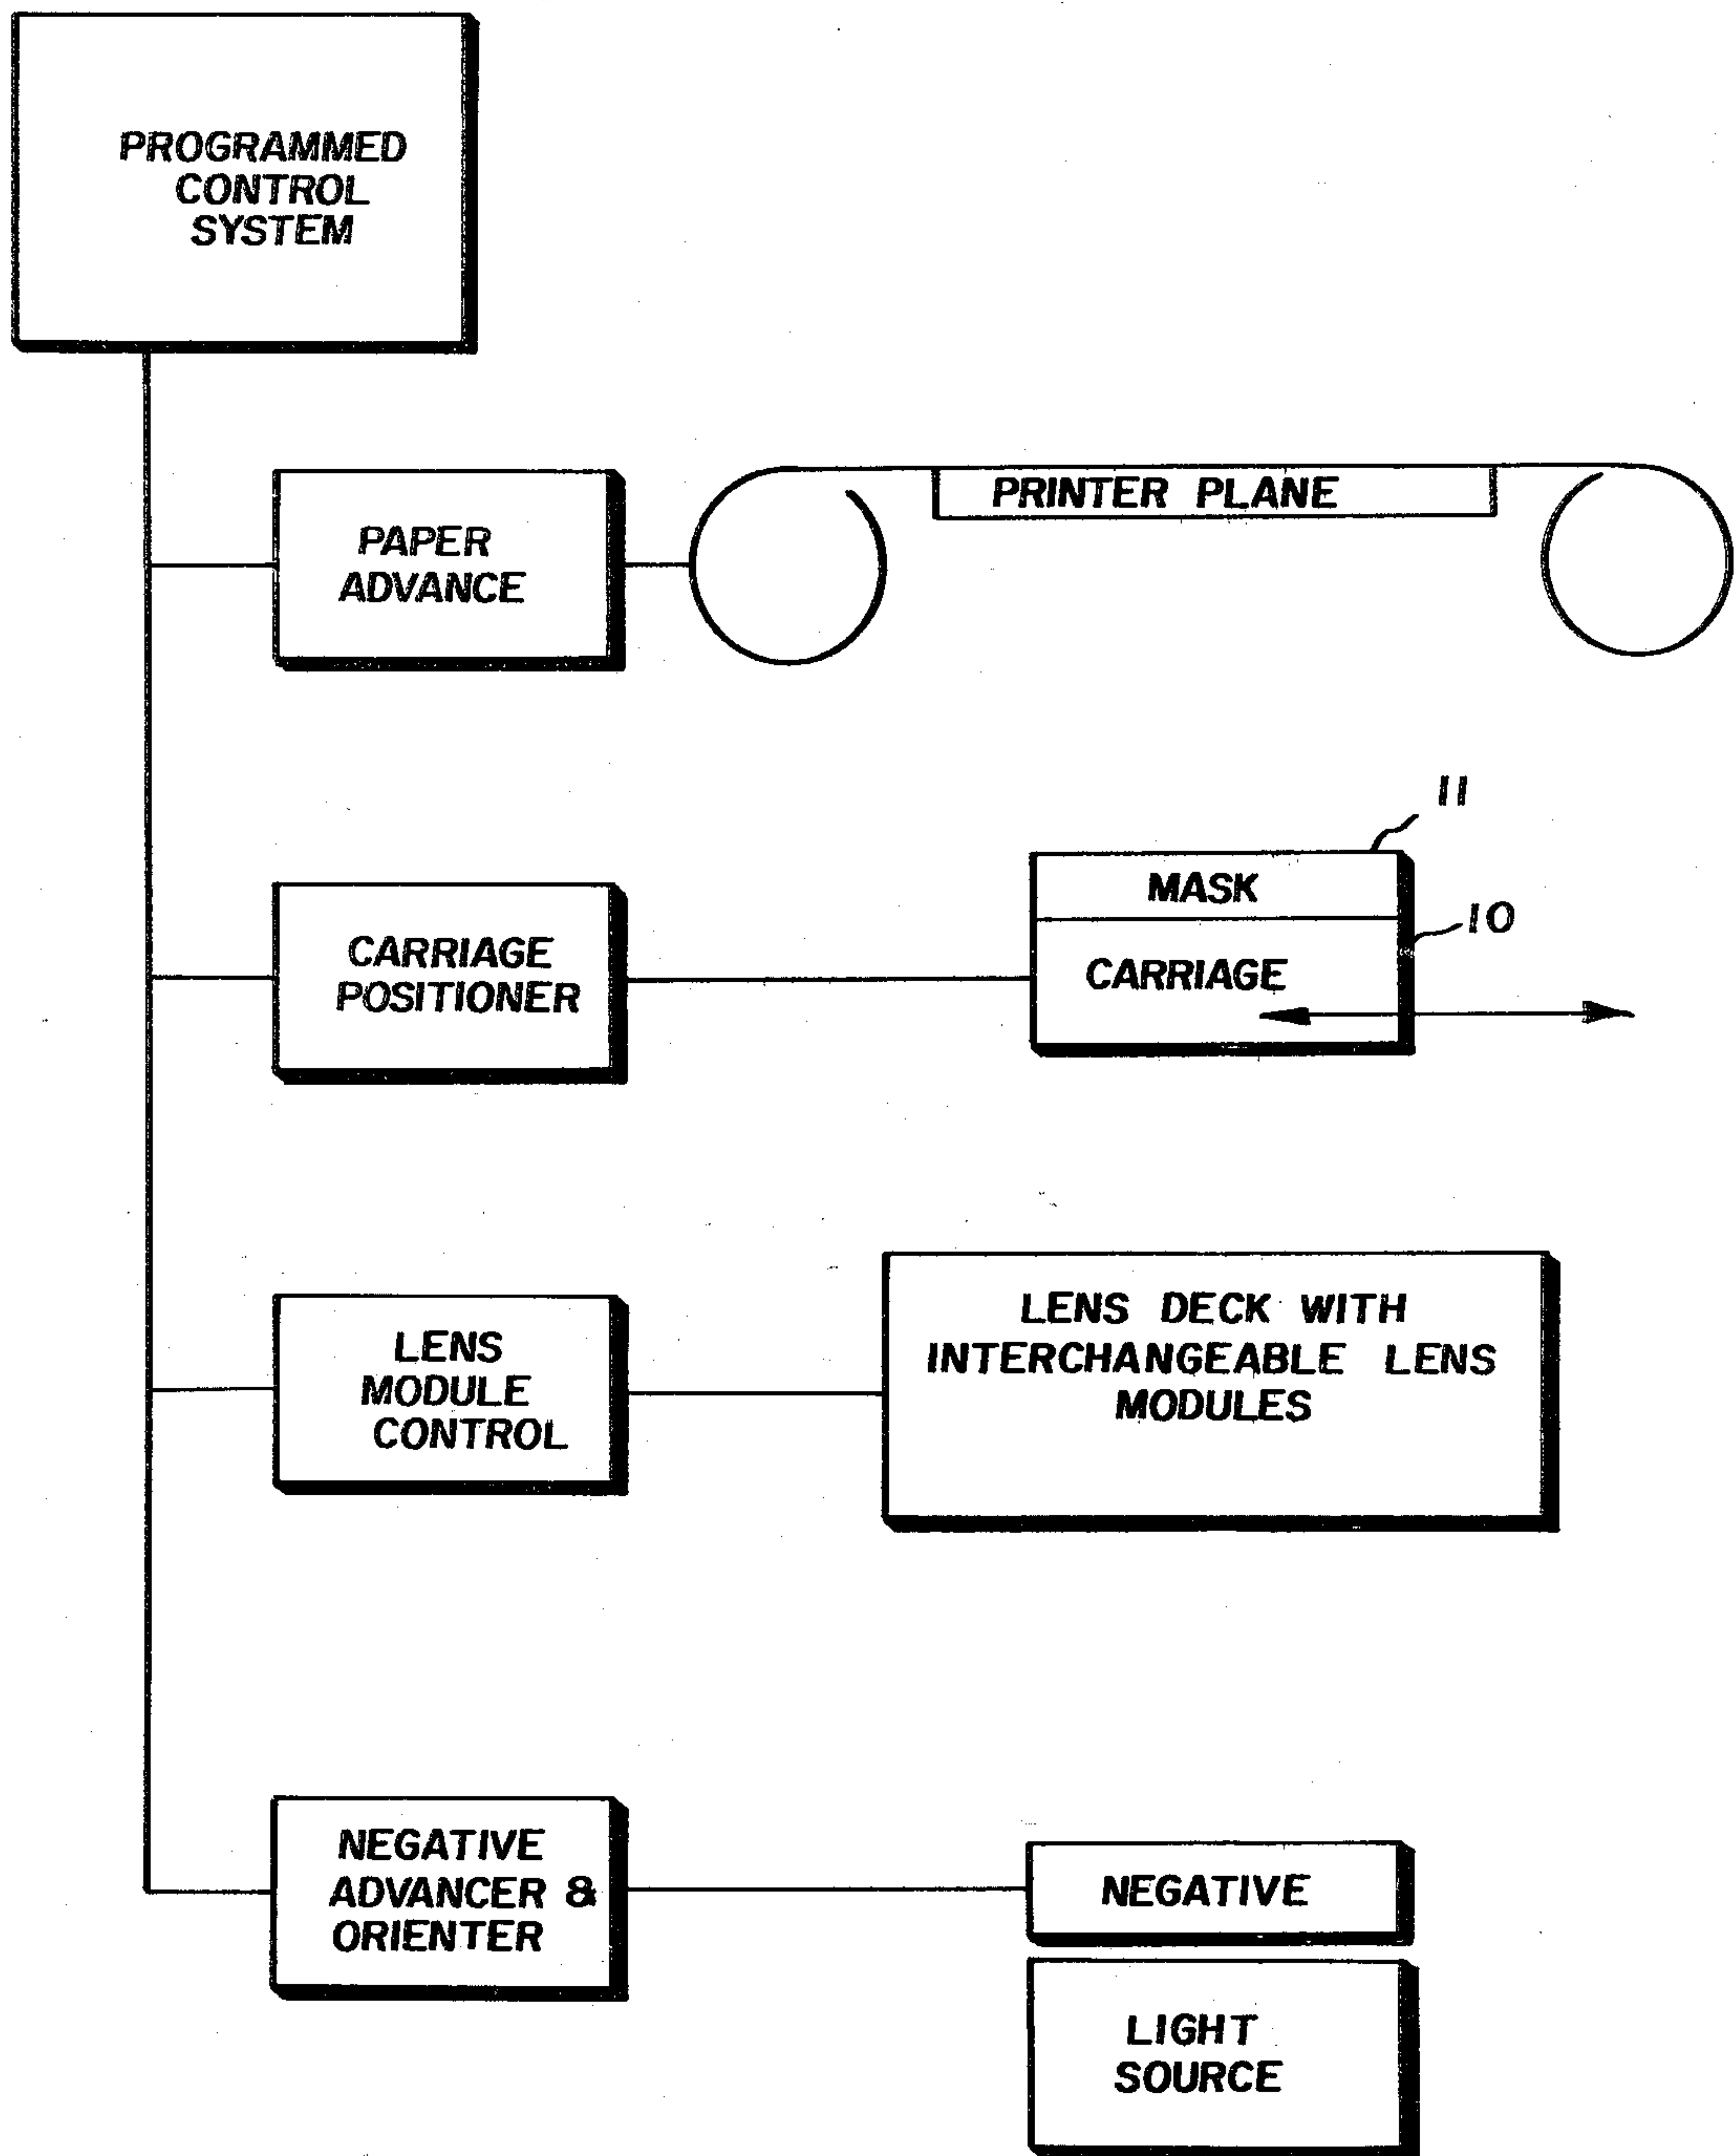 PROGRAMMED
CONTROL
SYSTEM
PAPER
ADVANCE
PRINTER PLANE
11
MASK
10
CARRIAGE
CARRIAGE
POSITIONER
LENS
MODULE
CONTROL
LENS DECK WITH
INTERCHANGEABLE LENS
MODULES
NEGATIVE
ADVANCER &
ORIENTER
NEGATIVE
LIGHT
SOURCE